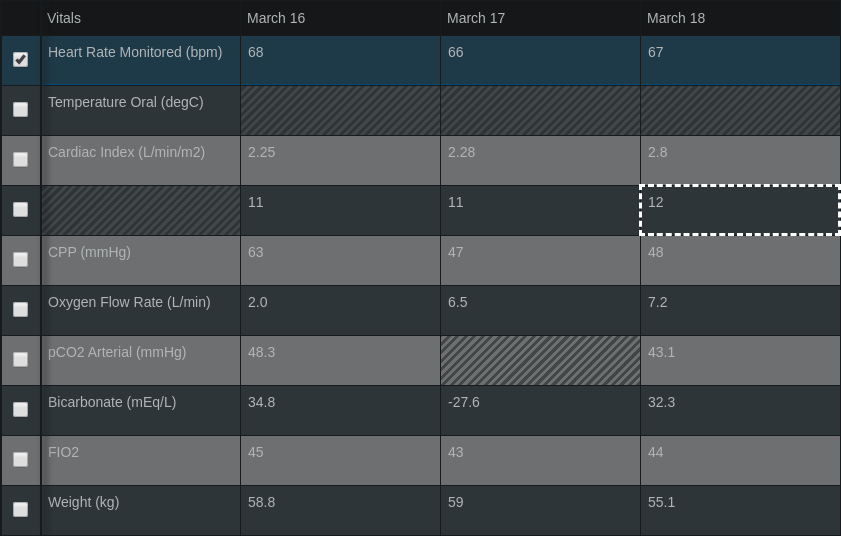 Vitals March 16 March 17 March 18
Heart Rate Monitored (bpm) 68 66 67
Temperature Oral (degC)
Cardiac Index (L/min/m2) 2.25 2.28 2.8
11 11 12
CPP (mmHg) 63 47 48
Oxygen Flow Rate (L/min) 2.0 6.5 7.2
pCO2 Arterial (mmHg) 48.3 43.1
Bicarbonate (mEq/L) 34.8 -27.6 32.3
FIO2 45 43 44
Weight (kg) 58.8 59 55.1